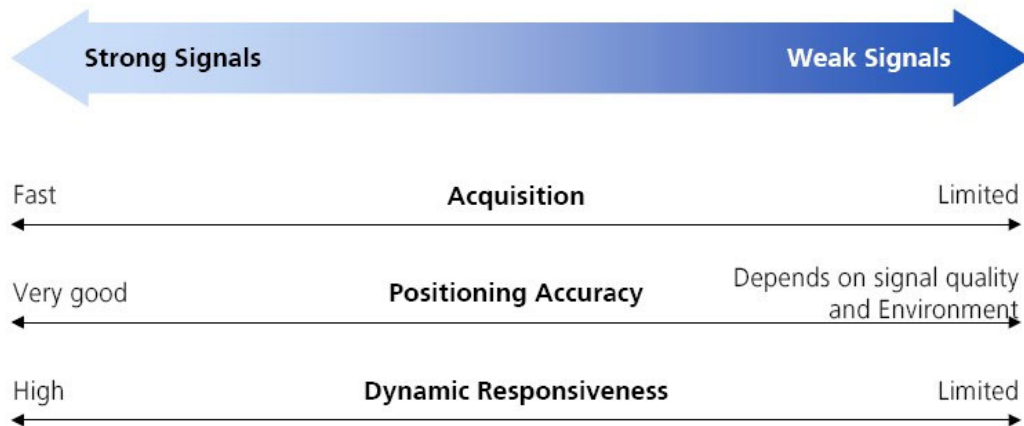 Strong Signals Weak Signals
Fast Acquisition Limited
Very good Positioning Accuracy Depends on signal quality
and Environment
High Dynamic Responsiveness Limited